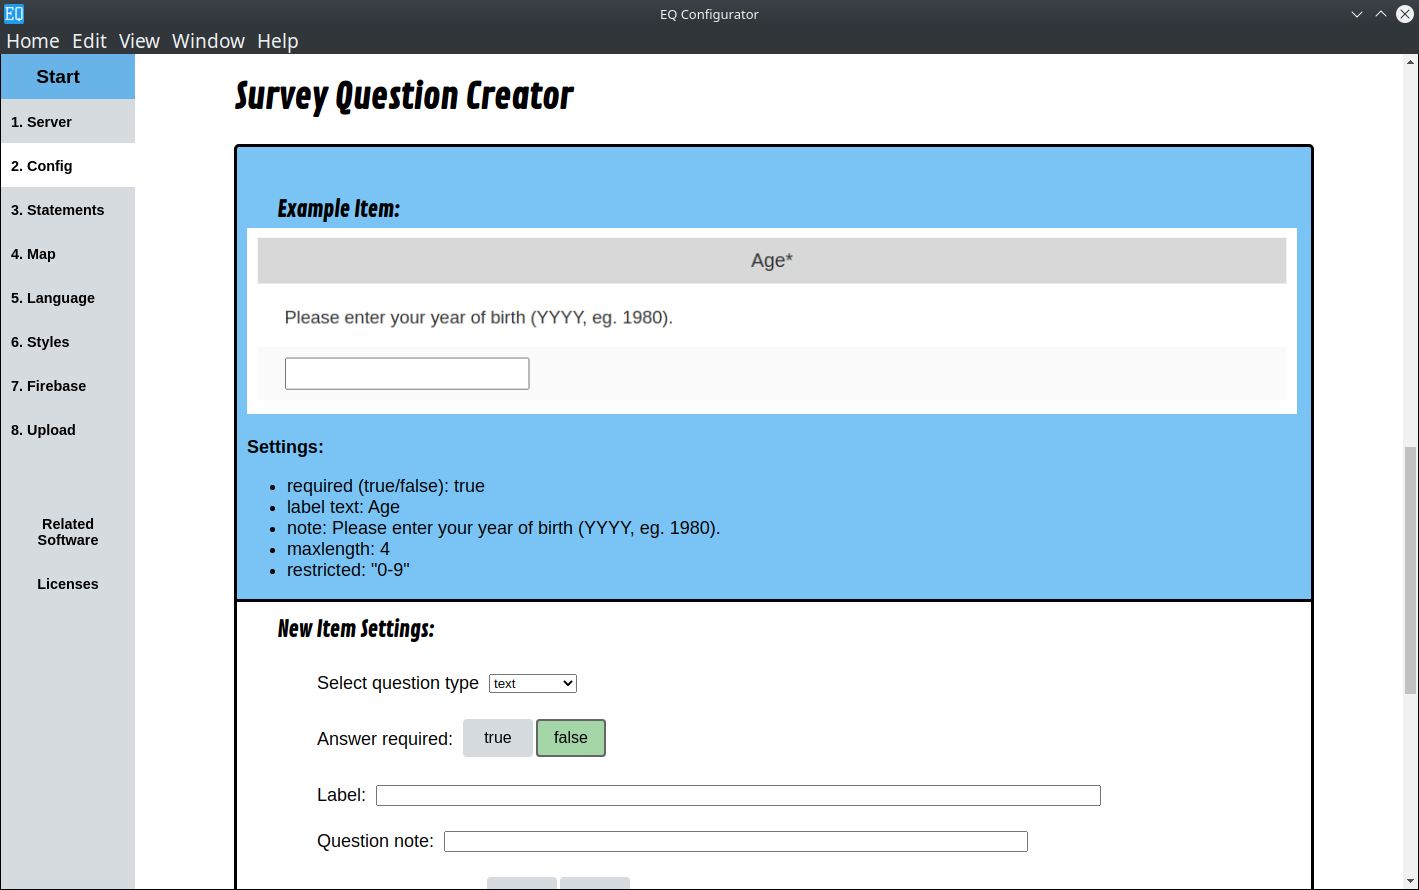 EQ
EQ Configurator
Home Edit View Window Help
Start
1. Server
2. Config
3. Statements
4. Map
5. Language
6. Styles
7. Firebase
8. Upload
Related
Software
Licenses
Survey Question Creator
Example Item:
Age*
Please enter your year of birth (YYYY, eg. 1980).
Settings:
required (true/false): true
label text: Age
note: Please enter your year of birth (YYYY, eg. 1980).
maxlength: 4
restricted: "0-9"
New Item Settings:
Select question type text
Answer required: true false
Label:
Question note: